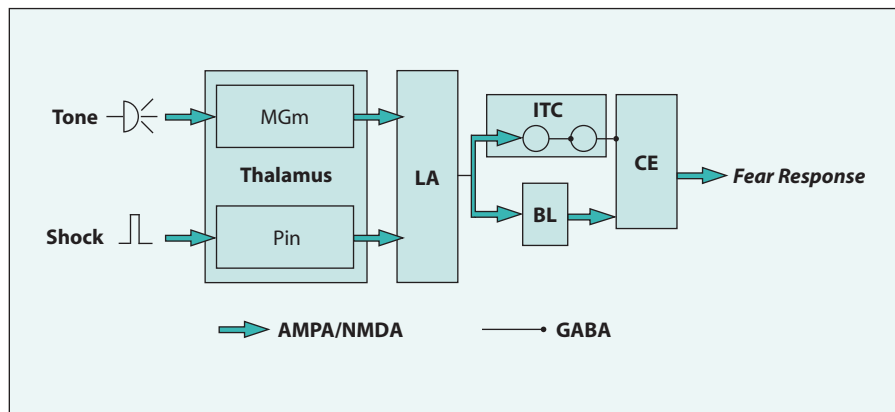 Tone
MGm
Thalamus
Shock
Pin
LA
ITC
BL
CE
Fear Response
AMPA/NMDA
GABA